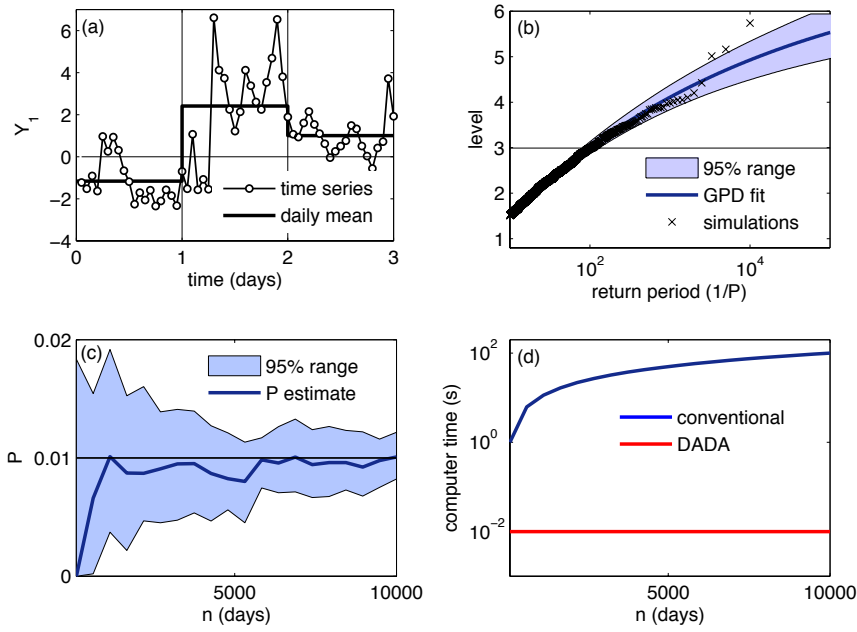 (a)
6
4
2
0
−2
−4
Y1
time series
daily mean
0
1
2
3
time (days)
(b)
6
5
4
3
2
1
level
95% range
GPD fit
simulations
10^2
10^4
return period (1/P)
(c)
0.02
0.01
0
P
95% range
P estimate
5000
10000
n (days)
(d)
10^2
10^0
10^−2
computer time (s)
conventional
DADA
5000
10000
n (days)